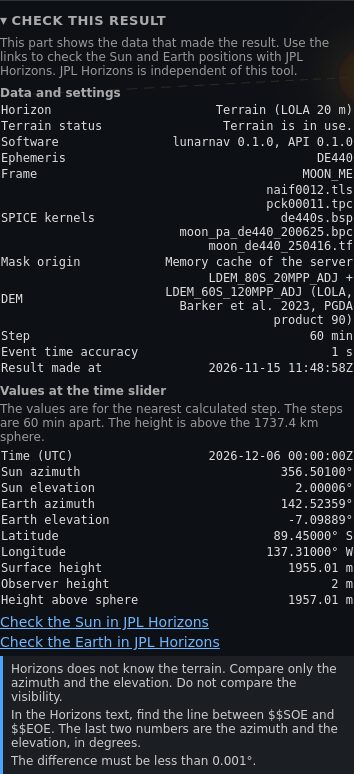 ▾ CHECK THIS RESULT
This part shows the data that made the result. Use the
links to check the Sun and Earth positions with JPL
Horizons. JPL Horizons is independent of this tool.
Data and settings
Horizon Terrain (LOLA 20 m)
Terrain status Terrain is in use.
Software lunarnav 0.1.0, API 0.1.0
Ephemeris DE440
Frame MOON_ME
naif0012.tls
pck00011.tpc
SPICE kernels de440s.bsp
moon_pa_de440_200625.bpc
moon_de440_250416.tf
Mask origin Memory cache of the server
LDEM_80S_20MPP_ADJ +
DEM LDEM_60S_120MPP_ADJ (LOLA,
Barker et al. 2023, PGDA
product 90)
Step 60 min
Event time accuracy 1 s
Result made at 2026-11-15 11:48:58Z
Values at the time slider
The values are for the nearest calculated step. The steps
are 60 min apart. The height is above the 1737.4 km
sphere.
Time (UTC) 2026-12-06 00:00:00Z
Sun azimuth 356.50100°
Sun elevation 2.00006°
Earth azimuth 142.52359°
Earth elevation -7.09889°
Latitude 89.45000° S
Longitude 137.31000° W
Surface height 1955.01 m
Observer height 2 m
Height above sphere 1957.01 m
Check the Sun in JPL Horizons
Check the Earth in JPL Horizons
Horizons does not know the terrain. Compare only the
azimuth and the elevation. Do not compare the
visibility.
In the Horizons text, find the line between $$SOE and
$$EOE. The last two numbers are the azimuth and the
elevation, in degrees.
The difference must be less than 0.001°.